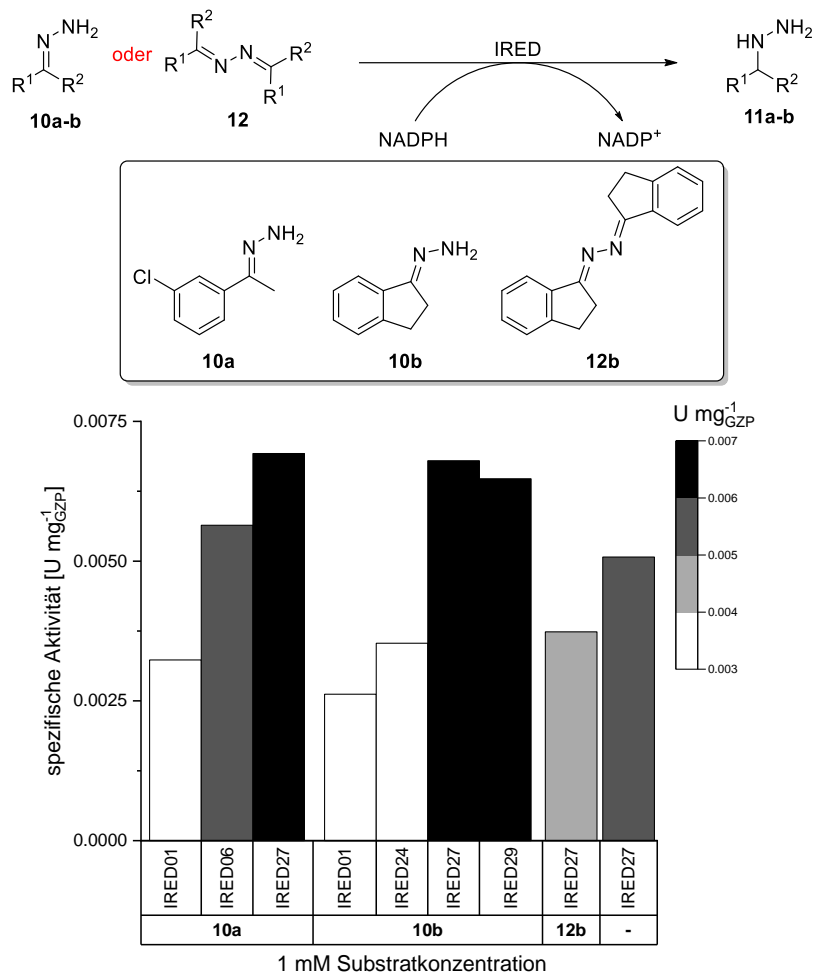 N NH₂
R¹ R²
10a-b
oder
R² R²
R¹ N N R¹
12
IRED
NADPH NADP⁺
HN NH₂
R¹ R²
11a-b
Cl N NH₂
10a
N NH₂
10b
N N
12b
U mg⁻¹GZP
0.007
0.006
0.005
0.004
0.003
spezifische Aktivität [U mg⁻¹GZP]
0.0075
0.0050
0.0025
0.0000
IRED01 IRED06 IRED27 IRED01 IRED24 IRED27 IRED29 IRED27 IRED27
10a 10b 12b -
1 mM Substratkonzentration